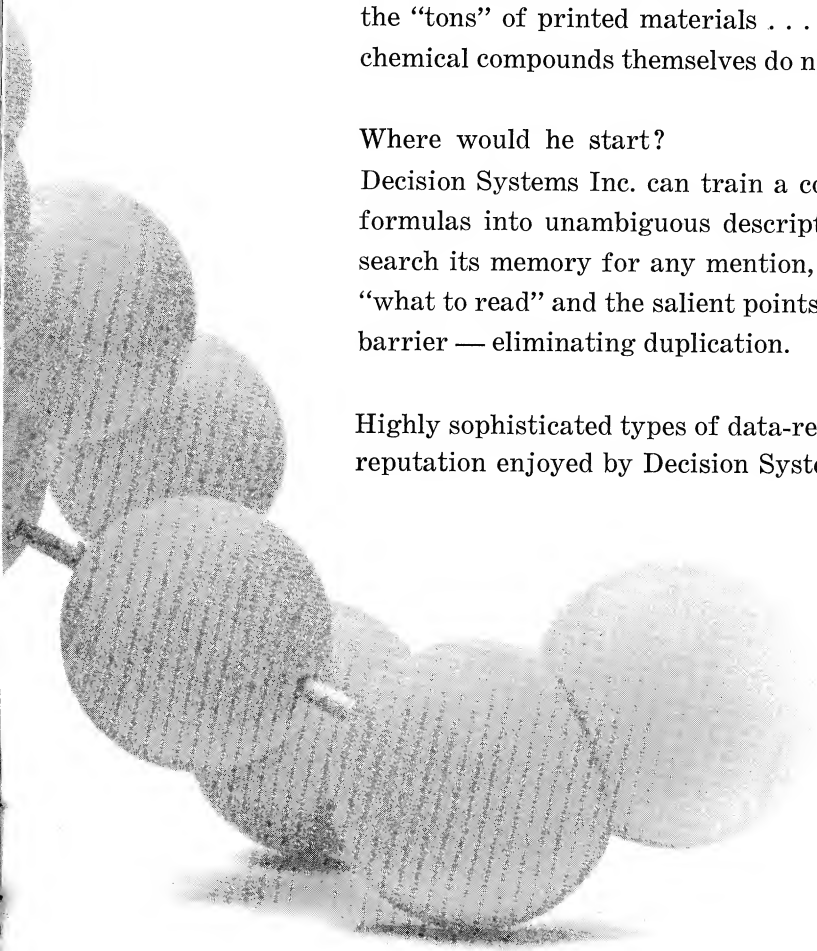 the “tons” of printed materials . . .
chemical compounds themselves do n
Where would he start?
Decision Systems Inc. can train a co
formulas into unambiguous descript
search its memory for any mention,
“what to read” and the salient points
barrier — eliminating duplication.
Highly sophisticated types of data-re
reputation enjoyed by Decision Syste